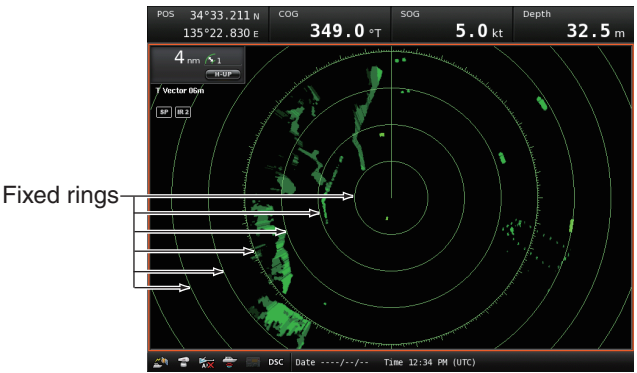 POS 34°33.211 N
135°22.830 E
COG
349.0 °T
SOG
5.0 kt
Depth
32.5 m
4 nm 1
H-UP
T Vector 06m
SP IR 2
Fixed rings
DSC Date ----/--/-- Time 12:34 PM (UTC)